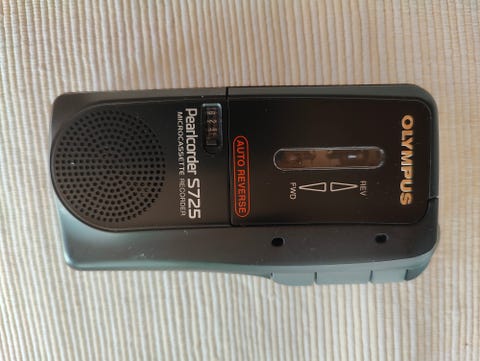 OLYMPUS
REV
FWD
AUTO REVERSE
Pearlcorder S725
MICROCASSETTE RECORDER